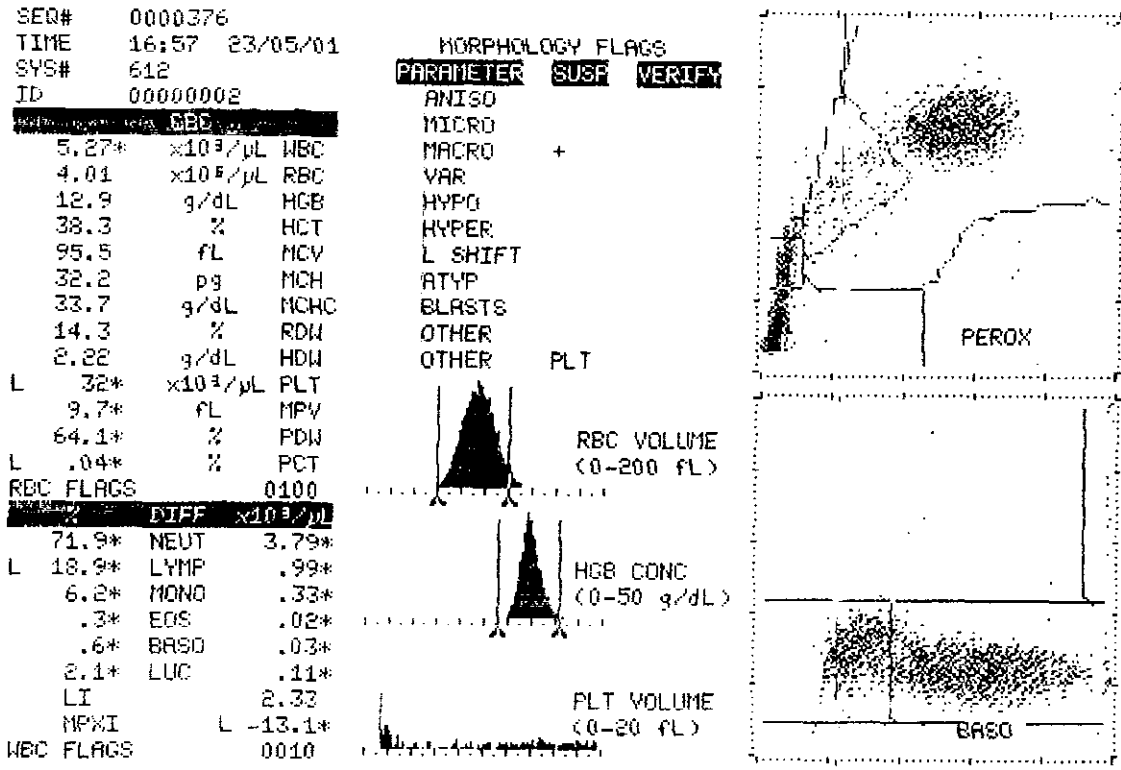 SEQ# 0000376
TIME 16:57 23/05/01
SYS# 612
ID 00000002
CBC
5.27* x10³/µL WBC
4.01 x10⁶/µL RBC
12.9 g/dL HGB
38.3 % HCT
95.5 fL MCV
32.2 pg MCH
33.7 g/dL MCHC
14.3 % RDW
2.22 g/dL HDW
L 32* x10³/µL PLT
9.7* fL MPV
64.1* % PDW
L .04* % PCT
RBC FLAGS 0100
% DIFF x10³/µL
71.9* NEUT 3.79*
L 18.9* LYMP .99*
6.2* MONO .33*
.3* EOS .02*
.6* BASO .03*
2.1* LUC .11*
LI 2.33
MPXI L -13.1*
WBC FLAGS 0010
MORPHOLOGY FLAGS
PARAMETER SUSP VERIFY
ANISO
MICRO
MACRO +
VAR
HYPO
HYPER
L SHIFT
ATYP
BLASTS
OTHER
OTHER PLT
RBC VOLUME
(0-200 fL)
HGB CONC
(0-50 g/dL)
PLT VOLUME
(0-20 fL)
PEROX
BASO